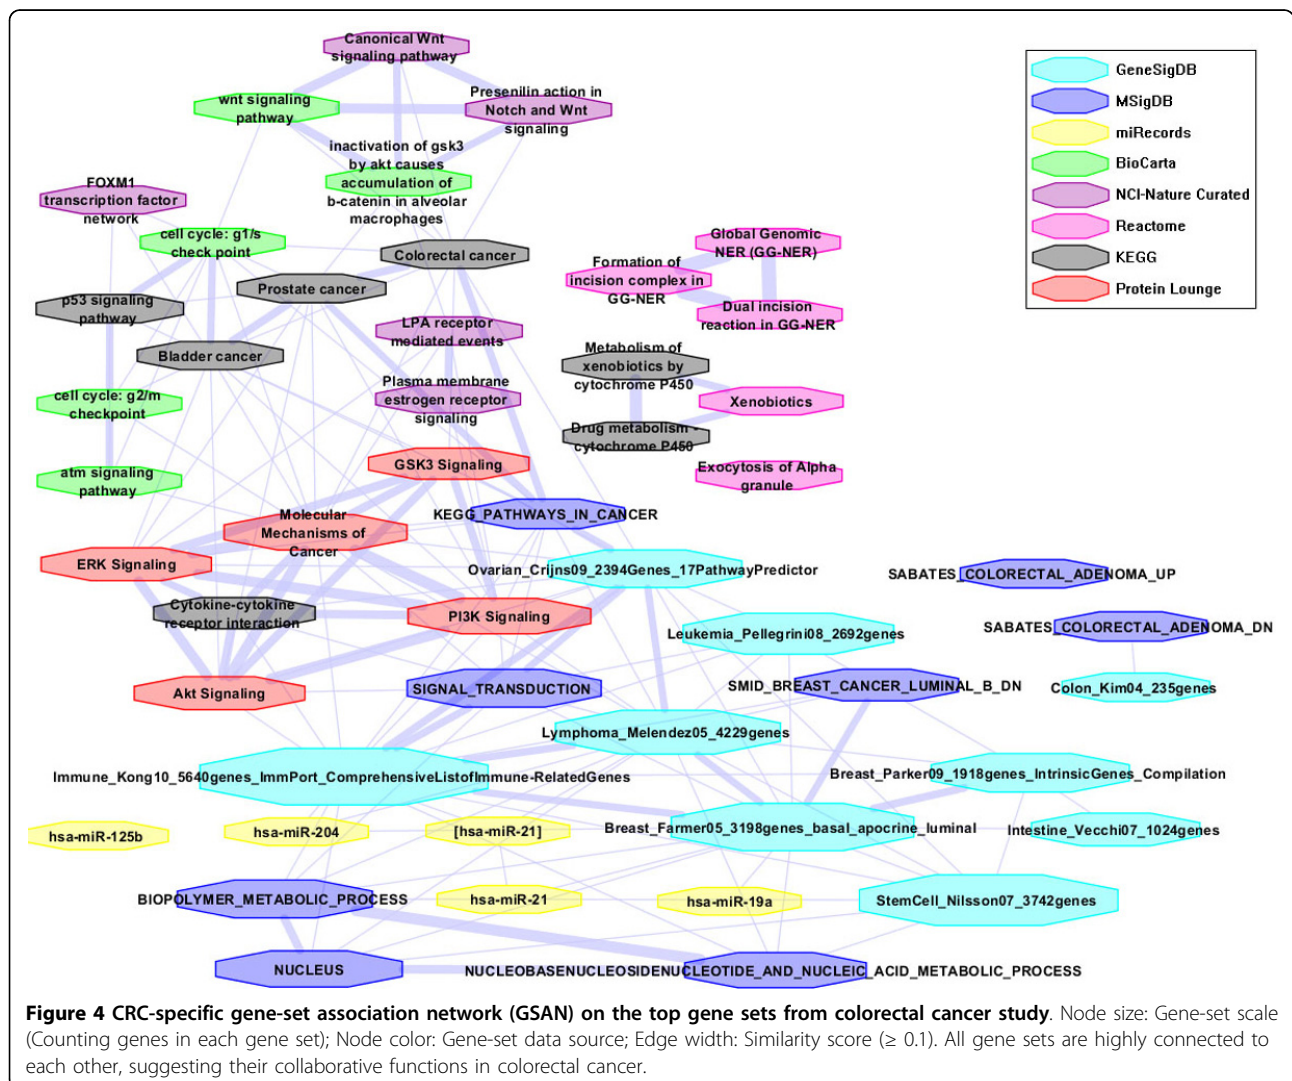 Canonical Wnt
signaling pathway
wnt signaling
pathway
Presenilin action in
Notch and Wnt
signaling
inactivation of gsk3
by akt causes
accumulation of
b-catenin in alveolar
macrophages
FOXM1
transcription factor
network
cell cycle: g1/s
check point
Colorectal cancer
Prostate cancer
p53 signaling
pathway
Bladder cancer
LPA receptor
mediated events
Plasma membrane
estrogen receptor
signaling
cell cycle: g2/m
checkpoint
atm signaling
pathway
GSK3 Signaling
Global Genomic
NER (GG-NER)
Formation of
incision complex in
GG-NER
Dual incision
reaction in GG-NER
Metabolism of
xenobiotics by
cytochrome P450
Xenobiotics
Drug metabolism -
cytochrome P450
Exocytosis of Alpha
granule
GeneSigDB
MSigDB
miRecords
BioCarta
NCI-Nature Curated
Reactome
KEGG
Protein Lounge
KEGG_PATHWAYS_IN_CANCER
Molecular
Mechanisms of
Cancer
ERK Signaling
Ovarian_Crijns09_2394Genes_17PathwayPredictor
SABATES_COLORECTAL_ADENOMA_UP
Cytokine-cytokine
receptor interaction
PI3K Signaling
Leukemia_Pellegrini08_2692genes
SABATES_COLORECTAL_ADENOMA_DN
Akt Signaling
SIGNAL_TRANSDUCTION
SMID_BREAST_CANCER_LUMINAL_B_DN
Colon_Kim04_235genes
Lymphoma_Melendez05_4229genes
Immune_Kong10_5640genes_ImmPort_ComprehensiveListofImmune-RelatedGenes
Breast_Parker09_1918genes_IntrinsicGenes_Compilation
hsa-miR-125b
hsa-miR-204
[hsa-miR-21]
Breast_Farmer05_3198genes_basal_apocrine_luminal
Intestine_Vecchi07_1024genes
BIOPOLYMER_METABOLIC_PROCESS
hsa-miR-21
hsa-miR-19a
StemCell_Nilsson07_3742genes
NUCLEUS
NUCLEOBASENUCLEOSIDENUCLEOTIDE_AND_NUCLEIC_ACID_METABOLIC_PROCESS
Figure 4 CRC-specific gene-set association network (GSAN) on the top gene sets from colorectal cancer study. Node size: Gene-set scale
(Counting genes in each gene set); Node color: Gene-set data source; Edge width: Similarity score (≥ 0.1). All gene sets are highly connected to
each other, suggesting their collaborative functions in colorectal cancer.